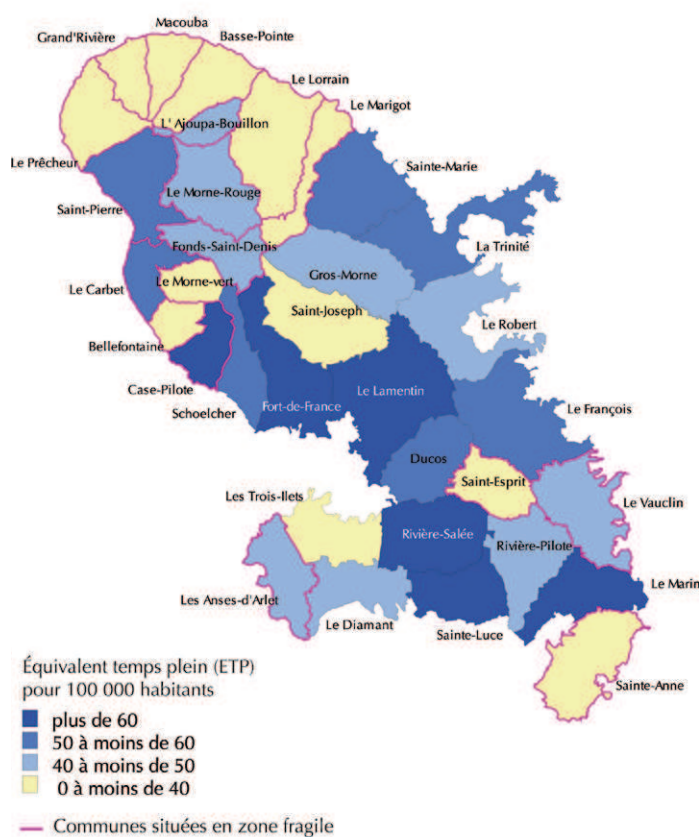 Macouba
Grand'Rivière
Basse-Pointe
Le Lorrain
Le Marigot
L' Ajoupa-Bouillon
Le Prêcheur
Sainte-Marie
Le Morne-Rouge
Saint-Pierre
La Trinité
Fonds-Saint-Denis
Gros-Morne
Le Morne-vert
Le Carbet
Saint-Joseph
Le Robert
Bellefontaine
Case-Pilote
Le Lamentin
Fort-de-France
Schoelcher
Le François
Ducos
Saint-Esprit
Les Trois-Ilets
Le Vauclin
Rivière-Salée
Rivière-Pilote
Le Marin
Les Anses-d'Arlet
Le Diamant
Sainte-Luce
Sainte-Anne
Équivalent temps plein (ETP)
pour 100 000 habitants
plus de 60
50 à moins de 60
40 à moins de 50
0 à moins de 40
Communes situées en zone fragile